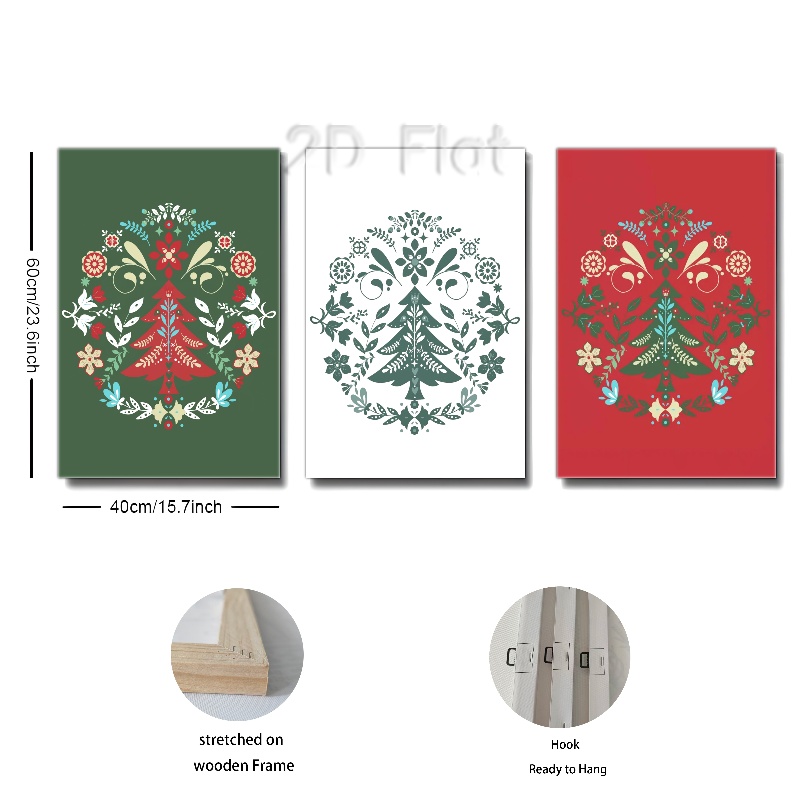 2D Flat
60cm/23.6inch
40cm/15.7inch
stretched on
wooden Frame
Hook
Ready to Hang